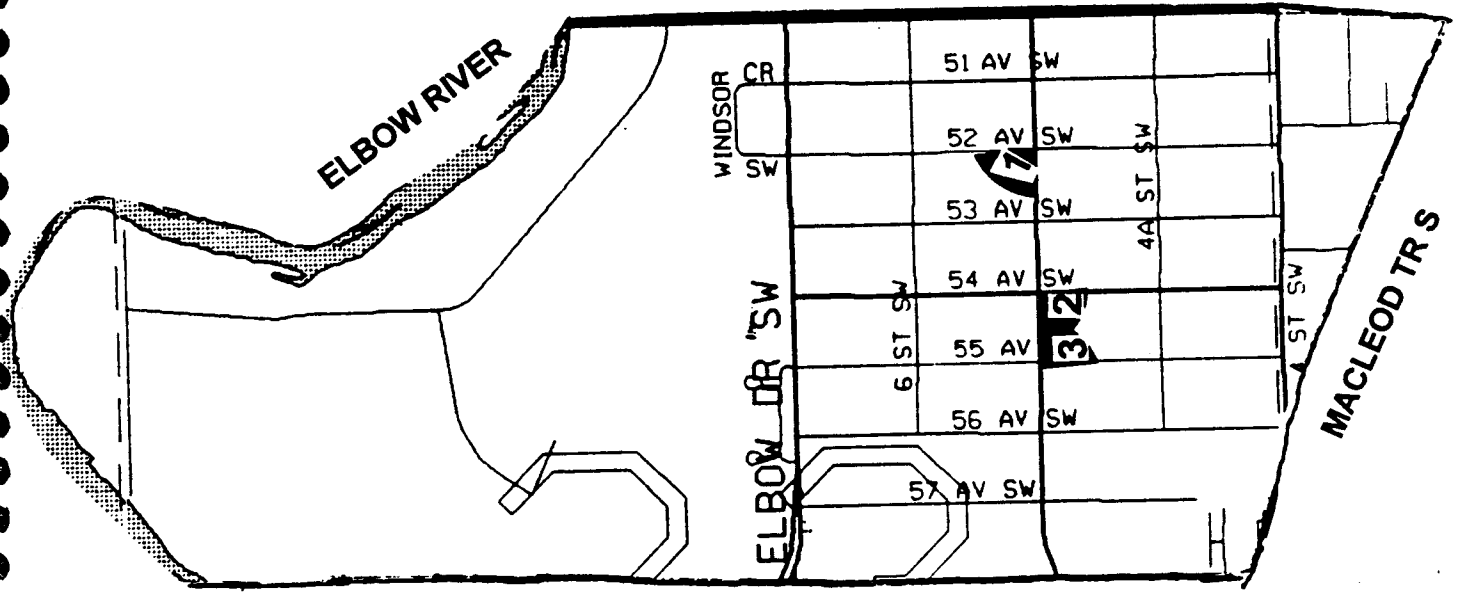 ELBOW RIVER
WINDSOR
CR
SW
51 AV SW
52 AV SW
1
53 AV SW
4A ST SW
54 AV SW
2
3
55 AV
6 ST SW
56 AV SW
57 AV SW
ELBOW DR SW
4 ST SW
MACLEOD TR S